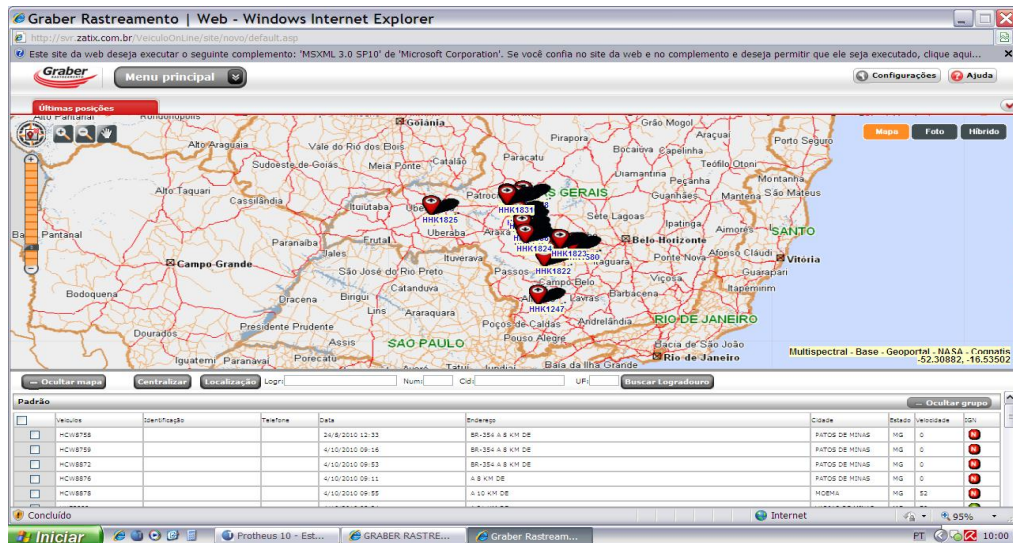 Graber Rastreamento | Web - Windows Internet Explorer
http://svr.zatix.com.br/VeiculoOnLine/site/novo/default.asp
Este site da web deseja executar o seguinte complemento: 'MSXML 3.0 SP10' de 'Microsoft Corporation'. Se você confia no site da web e no complemento e deseja permitir que ele seja executado, clique aqui...
Graber Menu principal Configurações Ajuda
Últimas posições
Alto Pantanal Rondonópolis Goiânia Grão Mogol
Mapa Foto Híbrido
Alto Araguaia Vale do Rio dos Bois Pirapora Araçuai Porto Seguro
Bocaiúva Capelinha
Sudoeste de Goiás Meia Ponte Catalão Paracatu Teófilo Otoni
Diamantina Peçanha Montanha
Alto Taquari Cassilândia Ituiutaba HHK1831 GERAIS Guanhães Mantena São Mateus
HHK1825 Sete Lagoas
Pantanal Uberaba Araxá Ipatinga Aimorés SANTO
Paranaíba Frutal HHK1824 HHK1823 Belo Horizonte
Jales Ituverava Ponte Nova Afonso Cláudi Vitória
Campo Grande São José do Rio Preto Passos HHK1822 Guarapari
Catanduva Campo Belo Viçosa Itapemirim
Bodoquena Dracena Lins Araraquara HHK1247 Lavras Barbacena
Dourados Presidente Prudente Poços de Caldas Andrelândia RIO DE JANEIRO
Assis SAO PAULO Pouso Alegre Bacia de São João
Iguatemi Paranavaí Porecatu Tatuí Jundiaí Baía da Ilha Grande Rio de Janeiro
Multispectral - Base - Geoportal - NASA - Cognatis
-52.30882, -16.53502
Ocultar mapa Centralizar Localização Logr: Num: Cid: UF: Buscar Logradouro
Padrão Ocultar grupo
Veiculos Identificação Telefone Data Endereço Cidade Estado Velocidade IGN
HCW8758 24/8/2010 12:33 BR-354 A 8 KM DE PATOS DE MINAS MG 0 N
HCW8759 4/10/2010 09:16 BR-354 A 8 KM DE PATOS DE MINAS MG 0 N
HCW8872 4/10/2010 09:53 BR-354 A 8 KM DE PATOS DE MINAS MG 0 N
HCW8876 4/10/2010 09:11 A 8 KM DE PATOS DE MINAS MG 0 N
HCW8878 4/10/2010 09:55 A 10 KM DE MOEMA MG 52 N
Concluído Internet 95%
Iniciar Protheus 10 - Est... GRABER RASTRE... Graber Rastream... PT 10:00